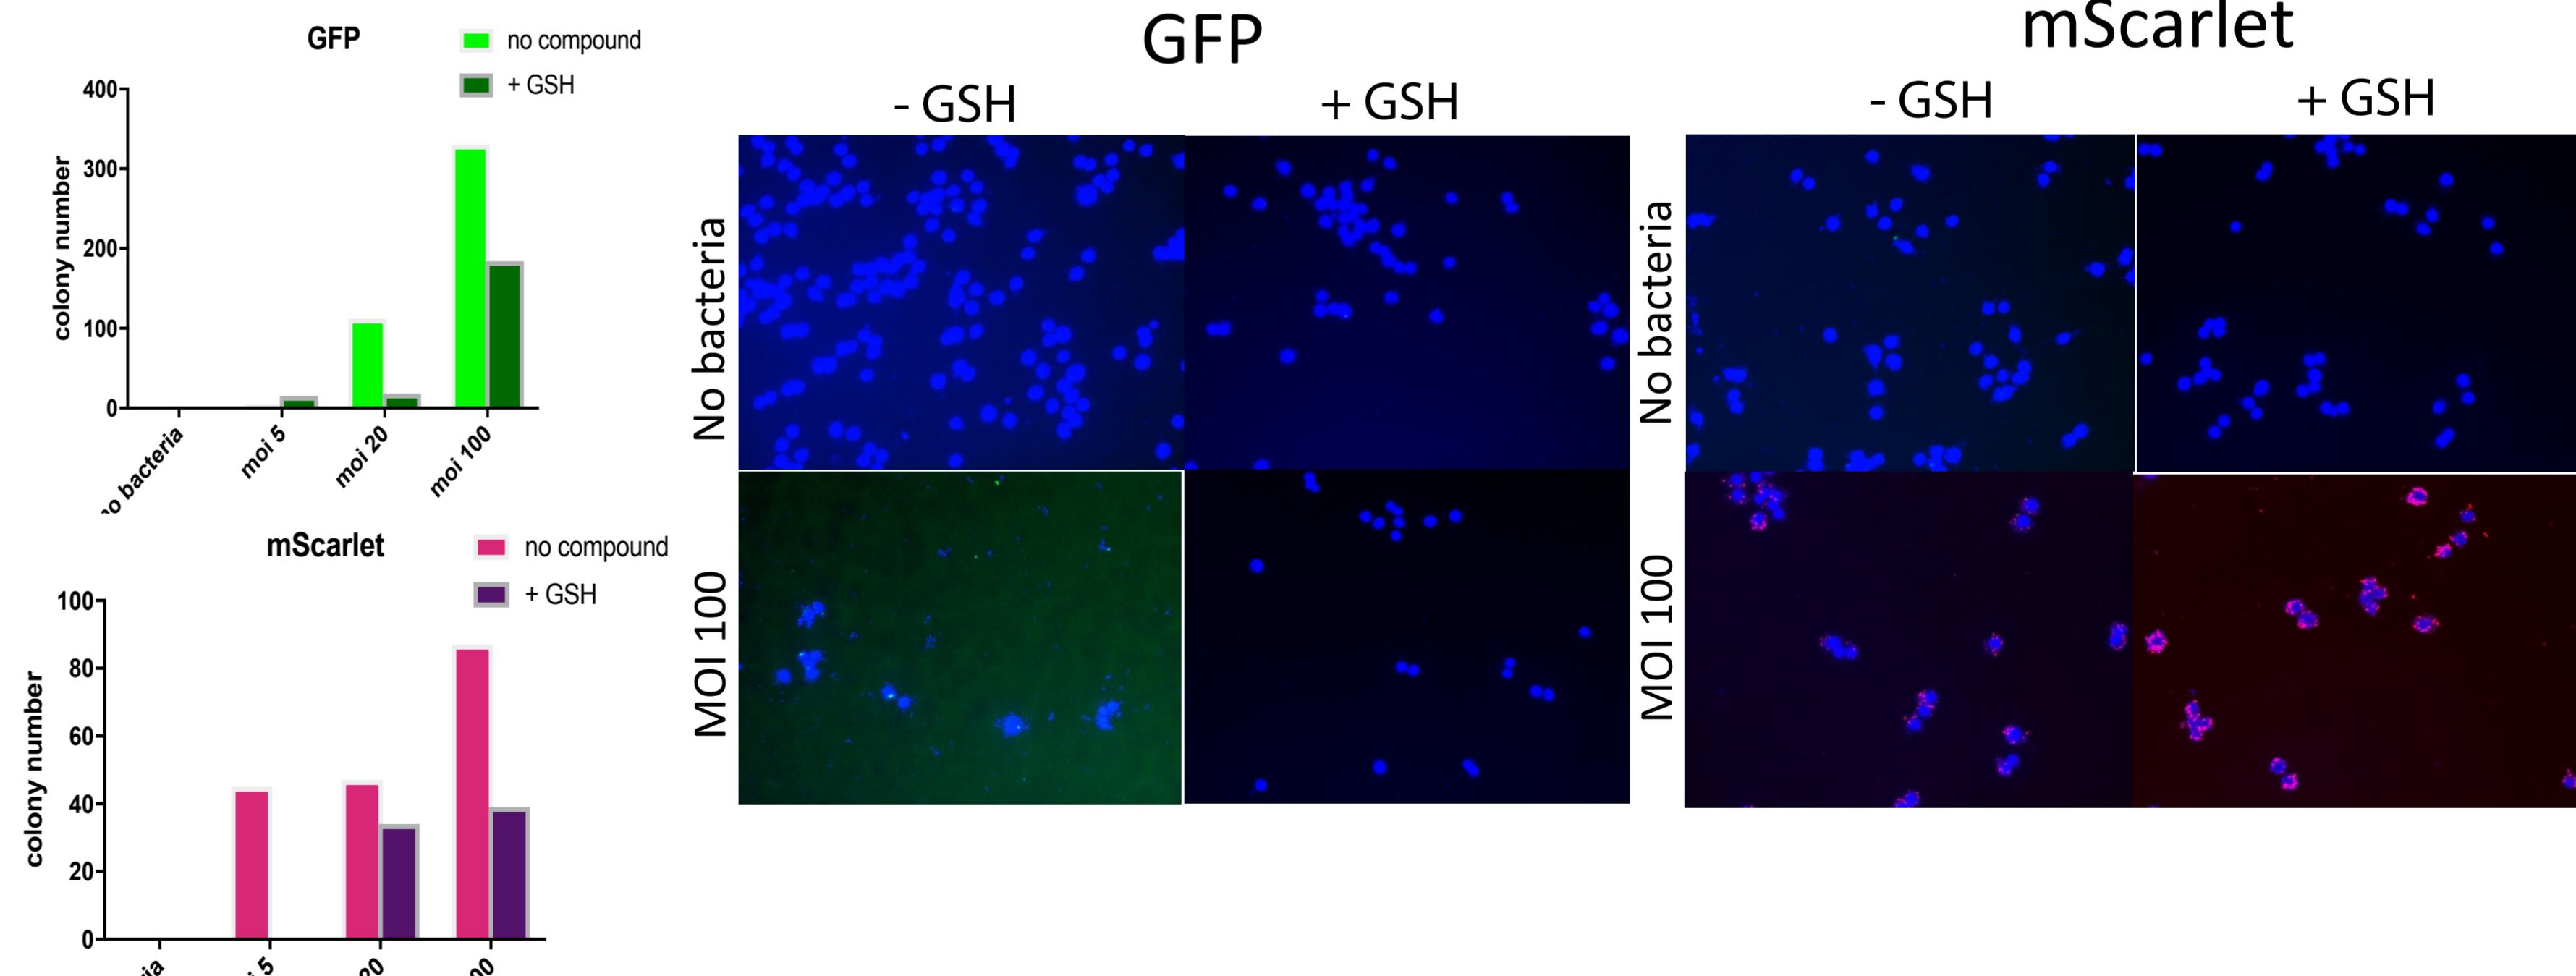 GFP
no compound
+ GSH
400
300
200
100
0
colony number
no bacteria
moi 5
moi 20
moi 100
mScarlet
no compound
+ GSH
100
80
60
40
20
0
colony number
GFP
- GSH
+ GSH
No bacteria
MOI 100
mScarlet
- GSH
+ GSH
No bacteria
MOI 100